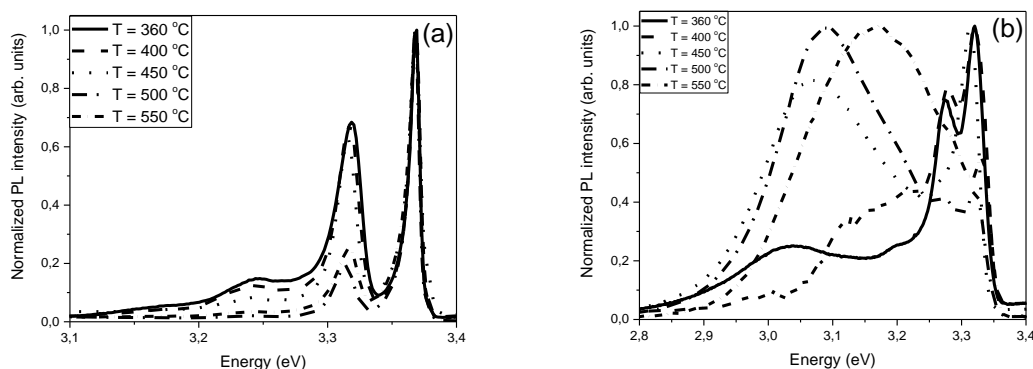 (a)
T = 360 °C
T = 400 °C
T = 450 °C
T = 500 °C
T = 550 °C
Normalized PL intensity (arb. units)
1,0
0,8
0,6
0,4
0,2
0,0
3,1 3,2 3,3 3,4
Energy (eV)
(b)
T = 360 °C
T = 400 °C
T = 450 °C
T = 500 °C
T = 550 °C
Normalized PL intensity (arb. units)
1,0
0,8
0,6
0,4
0,2
0,0
2,8 2,9 3,0 3,1 3,2 3,3 3,4
Energy (eV)